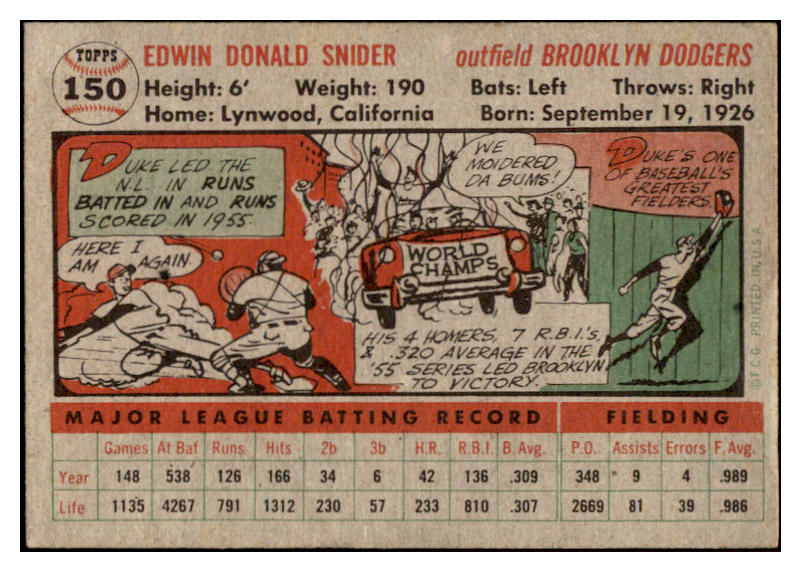 TOPPS
150
EDWIN DONALD SNIDER
outfield BROOKLYN DODGERS
Height: 6' Weight: 190 Bats: Left Throws: Right
Home: Lynwood, California Born: September 19, 1926
DUKE LED THE
N.L. IN RUNS
BATTED IN AND RUNS
SCORED IN 1955.
HERE I
AM AGAIN.
WE
MOIDERED
DA BUMS!
WORLD
CHAMPS
HIS 4 HOMERS, 7 R.B.I.'s,
& .320 AVERAGE IN THE
'55 SERIES LED BROOKLYN
TO VICTORY.
DUKE'S ONE
OF BASEBALL'S
GREATEST
FIELDERS.
©T.C.G. PRINTED IN U.S.A.
MAJOR LEAGUE BATTING RECORD FIELDING
Games At Bat Runs Hits 2b 3b H.R. R.B.I. B. Avg. P.O. Assists Errors F. Avg.
Year 148 538 126 166 34 6 42 136 .309 348 9 4 .989
Life 1135 4267 791 1312 230 57 233 810 .307 2669 81 39 .986